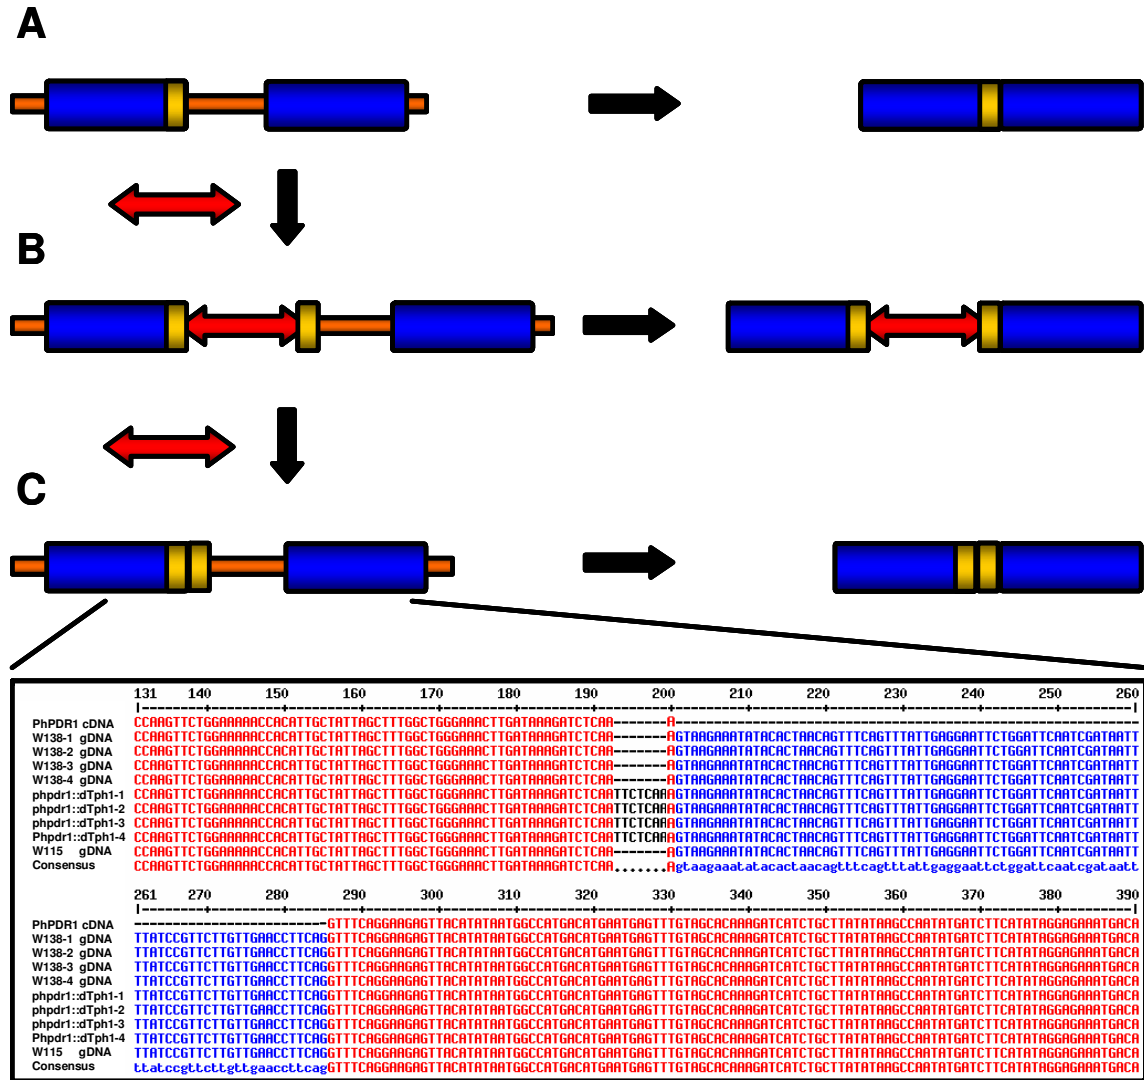 A
B
C
131 140 150 160 170 180 190 200 210 220 230 240 250 260
PhPDR1 cDNA CCAAGTTCTGGAAAAACCACATTGCTATTAGCTTTGGCTGGGAAACTTGATAAAGATCTCAA-------A------------------------------------------------------------
W138-1 gDNA CCAAGTTCTGGAAAAACCACATTGCTATTAGCTTTGGCTGGGAAACTTGATAAAGATCTCAA-------AGTAAGAAATATACACTAACAGTTTCAGTTTATTGAGGAATTCTGGATTCAATCGATAATT
W138-2 gDNA CCAAGTTCTGGAAAAACCACATTGCTATTAGCTTTGGCTGGGAAACTTGATAAAGATCTCAA-------AGTAAGAAATATACACTAACAGTTTCAGTTTATTGAGGAATTCTGGATTCAATCGATAATT
W138-3 gDNA CCAAGTTCTGGAAAAACCACATTGCTATTAGCTTTGGCTGGGAAACTTGATAAAGATCTCAA-------AGTAAGAAATATACACTAACAGTTTCAGTTTATTGAGGAATTCTGGATTCAATCGATAATT
W138-4 gDNA CCAAGTTCTGGAAAAACCACATTGCTATTAGCTTTGGCTGGGAAACTTGATAAAGATCTCAA-------AGTAAGAAATATACACTAACAGTTTCAGTTTATTGAGGAATTCTGGATTCAATCGATAATT
phpdr1::dTph1-1 CCAAGTTCTGGAAAAACCACATTGCTATTAGCTTTGGCTGGGAAACTTGATAAAGATCTCAATTCTCAAAGTAAGAAATATACACTAACAGTTTCAGTTTATTGAGGAATTCTGGATTCAATCGATAATT
phpdr1::dTph1-2 CCAAGTTCTGGAAAAACCACATTGCTATTAGCTTTGGCTGGGAAACTTGATAAAGATCTCAATTCTCAAAGTAAGAAATATACACTAACAGTTTCAGTTTATTGAGGAATTCTGGATTCAATCGATAATT
phpdr1::dTph1-3 CCAAGTTCTGGAAAAACCACATTGCTATTAGCTTTGGCTGGGAAACTTGATAAAGATCTCAATTCTCAAAGTAAGAAATATACACTAACAGTTTCAGTTTATTGAGGAATTCTGGATTCAATCGATAATT
Phpdr1::dTph1-4 CCAAGTTCTGGAAAAACCACATTGCTATTAGCTTTGGCTGGGAAACTTGATAAAGATCTCAATTCTCAAAGTAAGAAATATACACTAACAGTTTCAGTTTATTGAGGAATTCTGGATTCAATCGATAATT
W115 gDNA CCAAGTTCTGGAAAAACCACATTGCTATTAGCTTTGGCTGGGAAACTTGATAAAGATCTCAA-------AGTAAGAAATATACACTAACAGTTTCAGTTTATTGAGGAATTCTGGATTCAATCGATAATT
Consensus CCAAGTTCTGGAAAAACCACATTGCTATTAGCTTTGGCTGGGAAACTTGATAAAGATCTCAA.......Agtaagaaatatacactaacagtttcagtttattgaggaattctggattcaatcgataatt
261 270 280 290 300 310 320 330 340 350 360 370 380 390
PhPDR1 cDNA -------------------------GTTTCAGGAAGAGTTACATATAATGGCCATGACATGAATGAGTTTGTAGCACAAAGATCATCTGCTTATATAAGCCAATATGATCTTCATATAGGAGAAATGACA
W138-1 gDNA TTATCCGTTCTTGTTGAACCTTCAGGTTTCAGGAAGAGTTACATATAATGGCCATGACATGAATGAGTTTGTAGCACAAAGATCATCTGCTTATATAAGCCAATATGATCTTCATATAGGAGAAATGACA
W138-2 gDNA TTATCCGTTCTTGTTGAACCTTCAGGTTTCAGGAAGAGTTACATATAATGGCCATGACATGAATGAGTTTGTAGCACAAAGATCATCTGCTTATATAAGCCAATATGATCTTCATATAGGAGAAATGACA
W138-3 gDNA TTATCCGTTCTTGTTGAACCTTCAGGTTTCAGGAAGAGTTACATATAATGGCCATGACATGAATGAGTTTGTAGCACAAAGATCATCTGCTTATATAAGCCAATATGATCTTCATATAGGAGAAATGACA
W138-4 gDNA TTATCCGTTCTTGTTGAACCTTCAGGTTTCAGGAAGAGTTACATATAATGGCCATGACATGAATGAGTTTGTAGCACAAAGATCATCTGCTTATATAAGCCAATATGATCTTCATATAGGAGAAATGACA
phpdr1::dTph1-1 TTATCCGTTCTTGTTGAACCTTCAGGTTTCAGGAAGAGTTACATATAATGGCCATGACATGAATGAGTTTGTAGCACAAAGATCATCTGCTTATATAAGCCAATATGATCTTCATATAGGAGAAATGACA
phpdr1::dTph1-2 TTATCCGTTCTTGTTGAACCTTCAGGTTTCAGGAAGAGTTACATATAATGGCCATGACATGAATGAGTTTGTAGCACAAAGATCATCTGCTTATATAAGCCAATATGATCTTCATATAGGAGAAATGACA
phpdr1::dTph1-3 TTATCCGTTCTTGTTGAACCTTCAGGTTTCAGGAAGAGTTACATATAATGGCCATGACATGAATGAGTTTGTAGCACAAAGATCATCTGCTTATATAAGCCAATATGATCTTCATATAGGAGAAATGACA
Phpdr1::dTph1-4 TTATCCGTTCTTGTTGAACCTTCAGGTTTCAGGAAGAGTTACATATAATGGCCATGACATGAATGAGTTTGTAGCACAAAGATCATCTGCTTATATAAGCCAATATGATCTTCATATAGGAGAAATGACA
W115 gDNA TTATCCGTTCTTGTTGAACCTTCAGGTTTCAGGAAGAGTTACATATAATGGCCATGACATGAATGAGTTTGTAGCACAAAGATCATCTGCTTATATAAGCCAATATGATCTTCATATAGGAGAAATGACA
Consensus ttatccgttcttgttgaaccttcagGTTTCAGGAAGAGTTACATATAATGGCCATGACATGAATGAGTTTGTAGCACAAAGATCATCTGCTTATATAAGCCAATATGATCTTCATATAGGAGAAATGACA